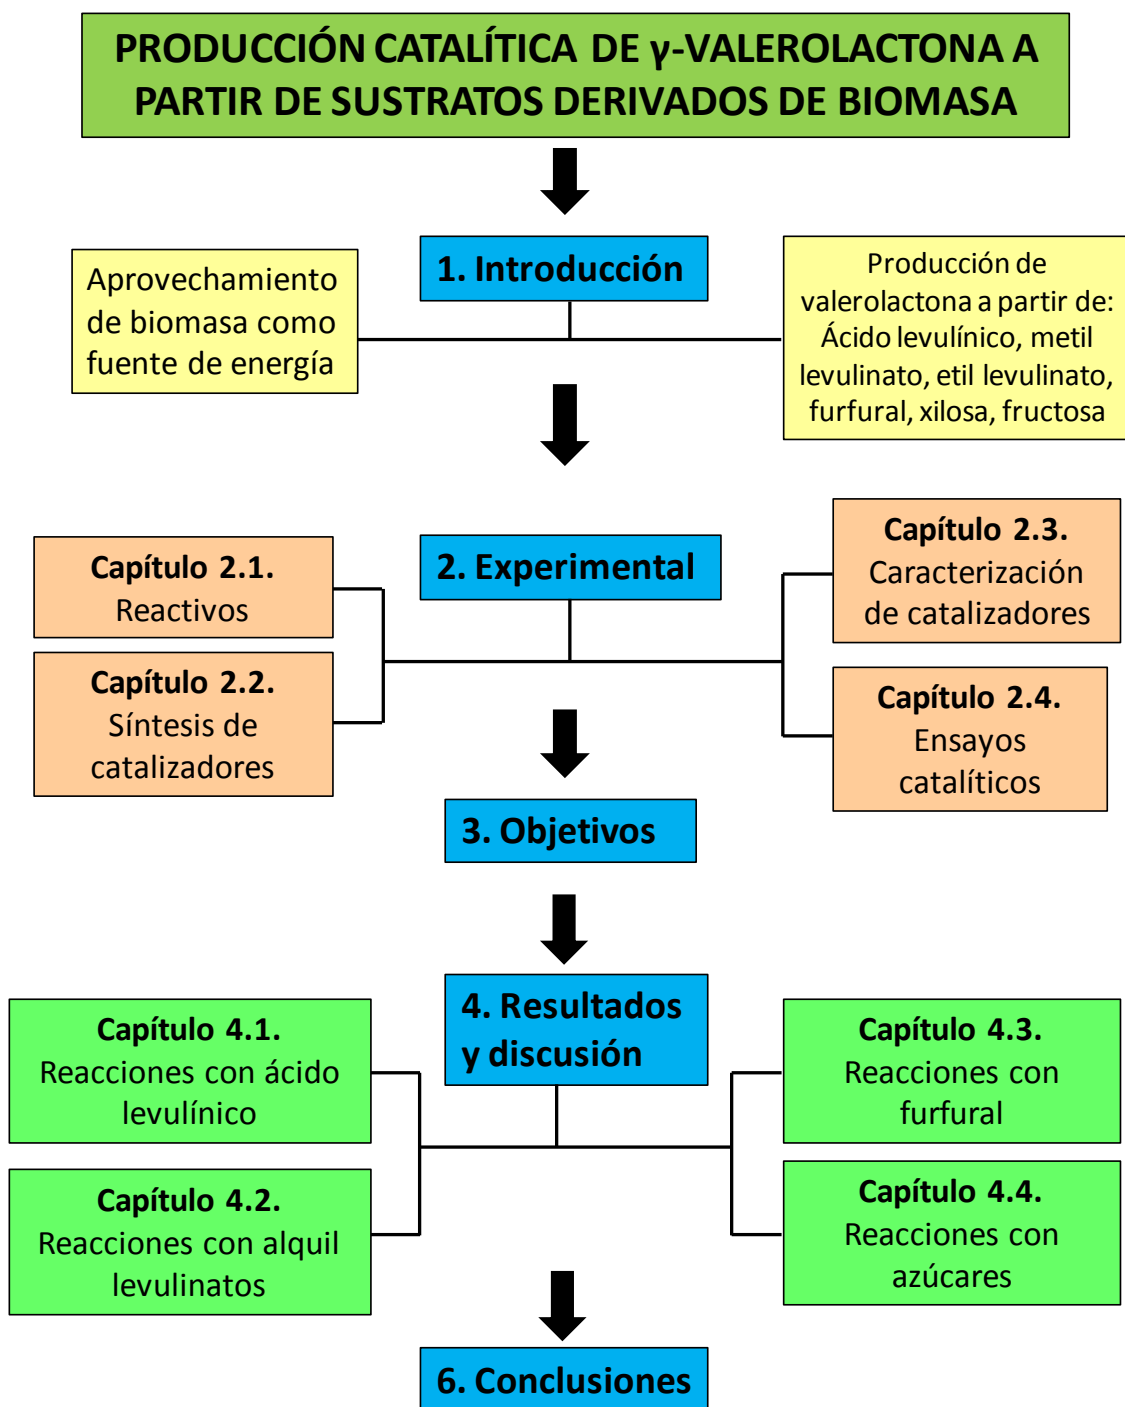 PRODUCCIÓN CATALÍTICA DE γ-VALEROLACTONA A
PARTIR DE SUSTRATOS DERIVADOS DE BIOMASA
1. Introducción
Aprovechamiento
de biomasa como
fuente de energía
Producción de
valerolactona a partir de:
Ácido levulínico, metil
levulinato, etil levulinato,
furfural, xilosa, fructosa
2. Experimental
Capítulo 2.1.
Reactivos
Capítulo 2.2.
Síntesis de
catalizadores
Capítulo 2.3.
Caracterización
de catalizadores
Capítulo 2.4.
Ensayos
catalíticos
3. Objetivos
4. Resultados
y discusión
Capítulo 4.1.
Reacciones con ácido
levulínico
Capítulo 4.2.
Reacciones con alquil
levulinatos
Capítulo 4.3.
Reacciones con
furfural
Capítulo 4.4.
Reacciones con
azúcares
6. Conclusiones